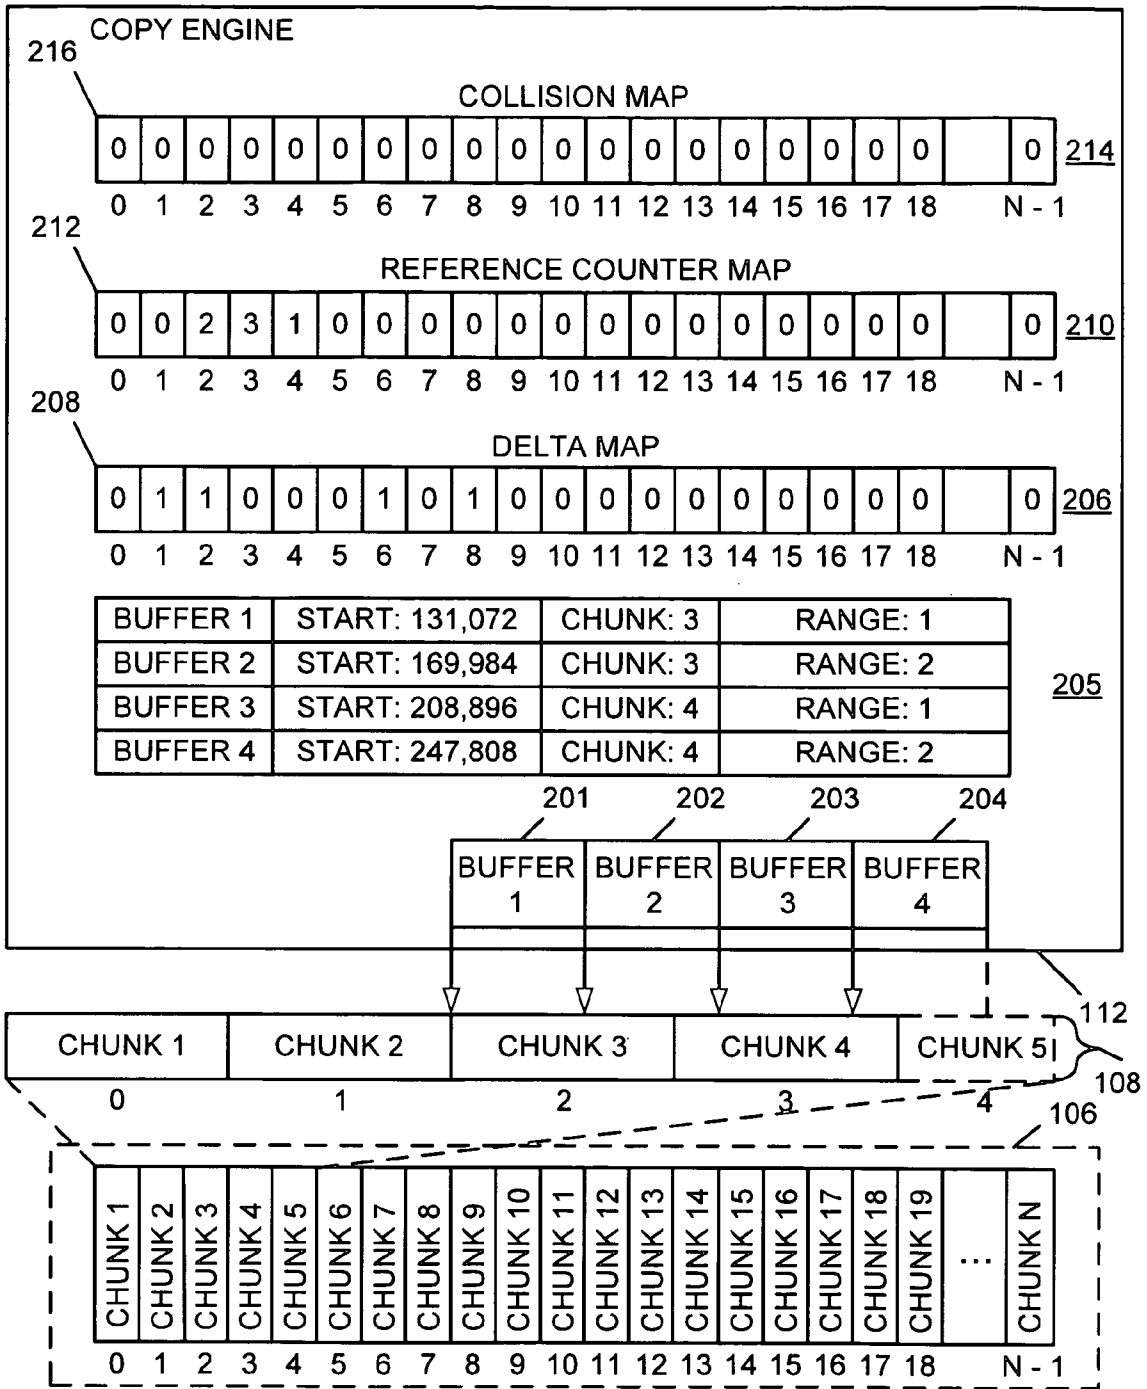 COPY ENGINE
216
COLLISION MAP
0 0 0 0 0 0 0 0 0 0 0 0 0 0 0 0 0 0 0 0 214
0 1 2 3 4 5 6 7 8 9 10 11 12 13 14 15 16 17 18 N - 1
212
REFERENCE COUNTER MAP
0 0 2 3 1 0 0 0 0 0 0 0 0 0 0 0 0 0 0 0 210
0 1 2 3 4 5 6 7 8 9 10 11 12 13 14 15 16 17 18 N - 1
208
DELTA MAP
0 1 1 0 0 0 1 0 1 0 0 0 0 0 0 0 0 0 0 0 206
0 1 2 3 4 5 6 7 8 9 10 11 12 13 14 15 16 17 18 N - 1
BUFFER 1 START: 131,072 CHUNK: 3 RANGE: 1
BUFFER 2 START: 169,984 CHUNK: 3 RANGE: 2
205
BUFFER 3 START: 208,896 CHUNK: 4 RANGE: 1
BUFFER 4 START: 247,808 CHUNK: 4 RANGE: 2
201 202 203 204
BUFFER 1
BUFFER 2
BUFFER 3
BUFFER 4
112
CHUNK 1 CHUNK 2 CHUNK 3 CHUNK 4 CHUNK 5
108
0 1 2 3 4
106
CHUNK 1
CHUNK 2
CHUNK 3
CHUNK 4
CHUNK 5
CHUNK 6
CHUNK 7
CHUNK 8
CHUNK 9
CHUNK 10
CHUNK 11
CHUNK 12
CHUNK 13
CHUNK 14
CHUNK 15
CHUNK 16
CHUNK 17
CHUNK 18
CHUNK 19
...
CHUNK N
0 1 2 3 4 5 6 7 8 9 10 11 12 13 14 15 16 17 18 N - 1